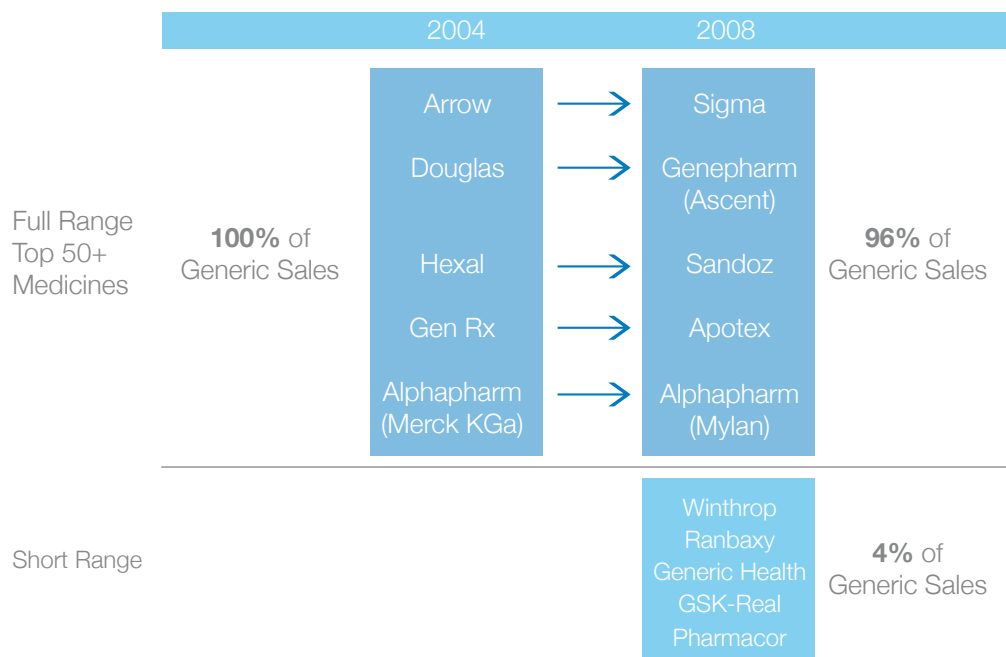 2004 2008
Full Range
Top 50+
Medicines
100% of
Generic Sales
Arrow
Sigma
Douglas
Genepharm
(Ascent)
Hexal
Sandoz
Gen Rx
Apotex
Alphapharm
(Merck KGa)
Alphapharm
(Mylan)
96% of
Generic Sales
Short Range
Winthrop
Ranbaxy
Generic Health
GSK-Real
Pharmacor
4% of
Generic Sales